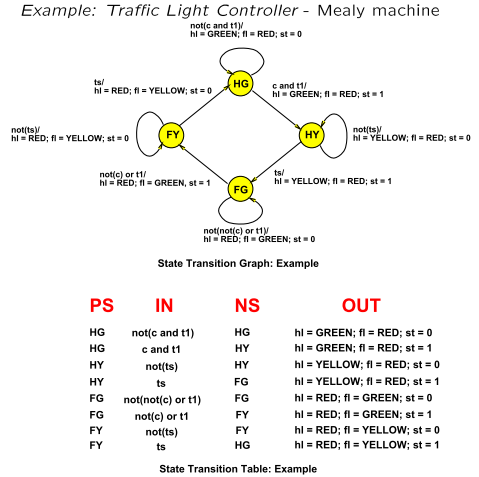 Example: Traffic Light Controller - Mealy machine
not(c and t1)/
hl = GREEN; fl = RED; st = 0
HG
ts/
hl = RED; fl = YELLOW; st = 0
c and t1/
hl = GREEN; fl = RED; st = 1
not(ts)/
hl = RED; fl = YELLOW; st = 0
FY
HY
not(ts)/
hl = YELLOW; fl = RED; st = 0
not(c) or t1/
hl = RED; fl = GREEN, st = 1
ts/
hl = YELLOW; fl = RED; st = 1
FG
not(not(c) or t1)/
hl = RED; fl = GREEN; st = 0
State Transition Graph: Example
PS IN NS OUT
HG not(c and t1) HG hl = GREEN; fl = RED; st = 0
HG c and t1 HY hl = GREEN; fl = RED; st = 1
HY not(ts) HY hl = YELLOW; fl = RED; st = 0
HY ts FG hl = YELLOW; fl = RED; st = 1
FG not(not(c) or t1) FG hl = RED; fl = GREEN; st = 0
FG not(c) or t1 FY hl = RED; fl = GREEN; st = 1
FY not(ts) FY hl = RED; fl = YELLOW; st = 0
FY ts HG hl = RED; fl = YELLOW; st = 1
State Transition Table: Example